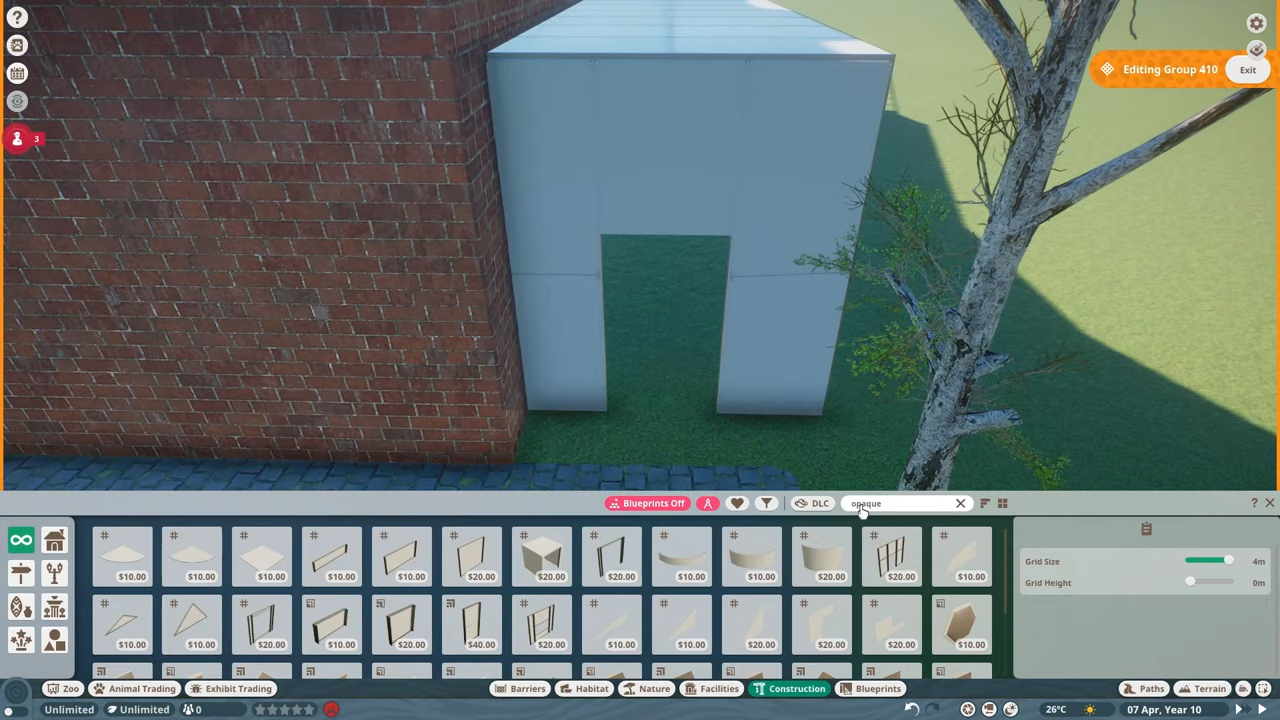 ?
Editing Group 410 Exit
3
Blueprints Off DLC opaque ?
$10.00 $10.00 $10.00 $10.00 $10.00 $20.00 $20.00 $20.00 $10.00 $10.00 $20.00 $20.00 $10.00
Grid Size 4m
Grid Height 0m
$10.00 $10.00 $20.00 $10.00 $20.00 $40.00 $20.00 $10.00 $10.00 $20.00 $20.00 $20.00 $10.00
Zoo Animal Trading Exhibit Trading Barriers Habitat Nature Facilities Construction Blueprints Paths Terrain
Unlimited Unlimited 0 26°C 07 Apr, Year 10